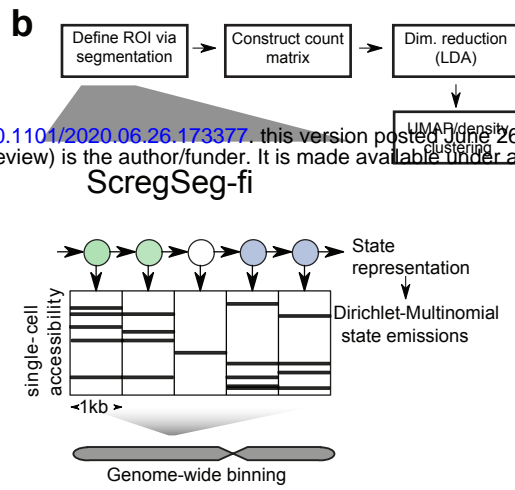 b
Define ROI via
segmentation
Construct count
matrix
Dim. reduction
(LDA)
UMAP/density
clustering
0.1101/2020.06.26.173377. this version posted June 26
eview) is the author/funder. It is made available under a
ScregSeg-fi
State
representation
Dirichlet-Multinomial
state emissions
single-cell
accessibility
1kb
Genome-wide binning